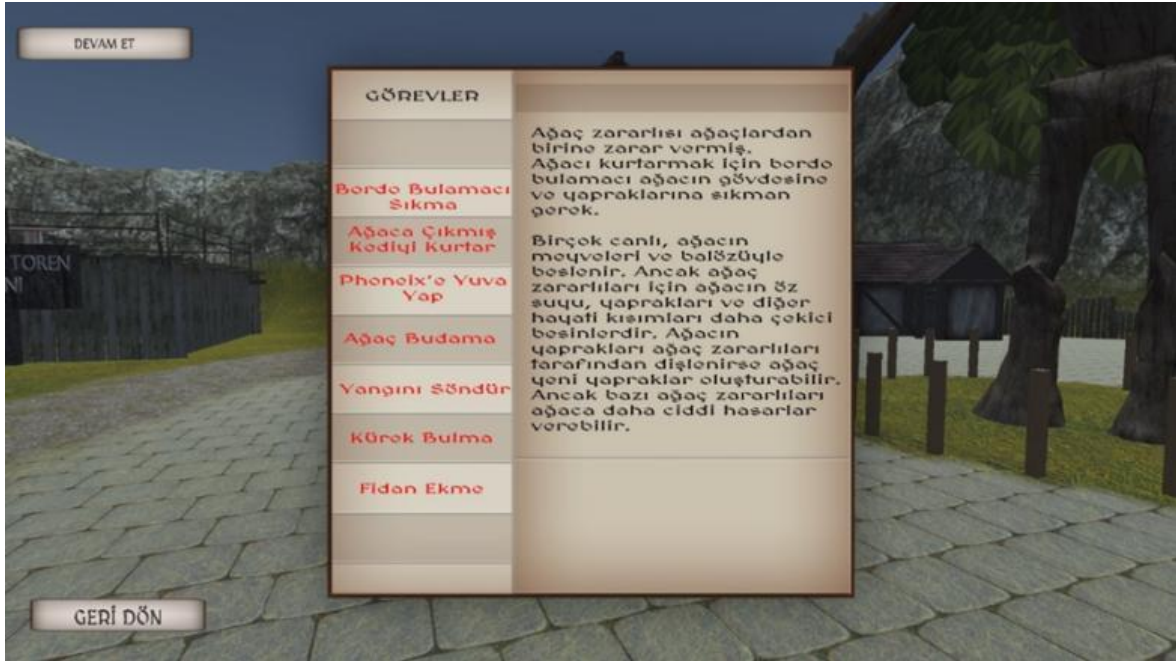 DEVAM ET
GÖREVLER
Bordo Bulamacı
Sıkma
Ağaca Çıkmış
Kediyi Kurtar
Phoneix'e Yuva
Yap
Ağaç Budama
Yangını Söndür
Kürek Bulma
Fidan Ekme
Ağaç zararlısı ağaçlardan
birine zarar vermiş.
Ağacı kurtarmak için bordo
bulamacı ağacın gövdesine
ve yapraklarına sıkman
gerek.
Birçok canlı, ağacın
meyveleri ve balözüyle
beslenir. Ancak ağaç
zararlıları için ağacın öz
suyu, yaprakları ve diğer
hayati kısımları daha çekici
besinlerdir. Ağacın
yaprakları ağaç zararlıları
tarafından dişlenirse ağaç
yeni yapraklar oluşturabilir.
Ancak bazı ağaç zararlıları
ağaca daha ciddi hasarlar
verebilir.
TOREN
NI
GERİ DÖN